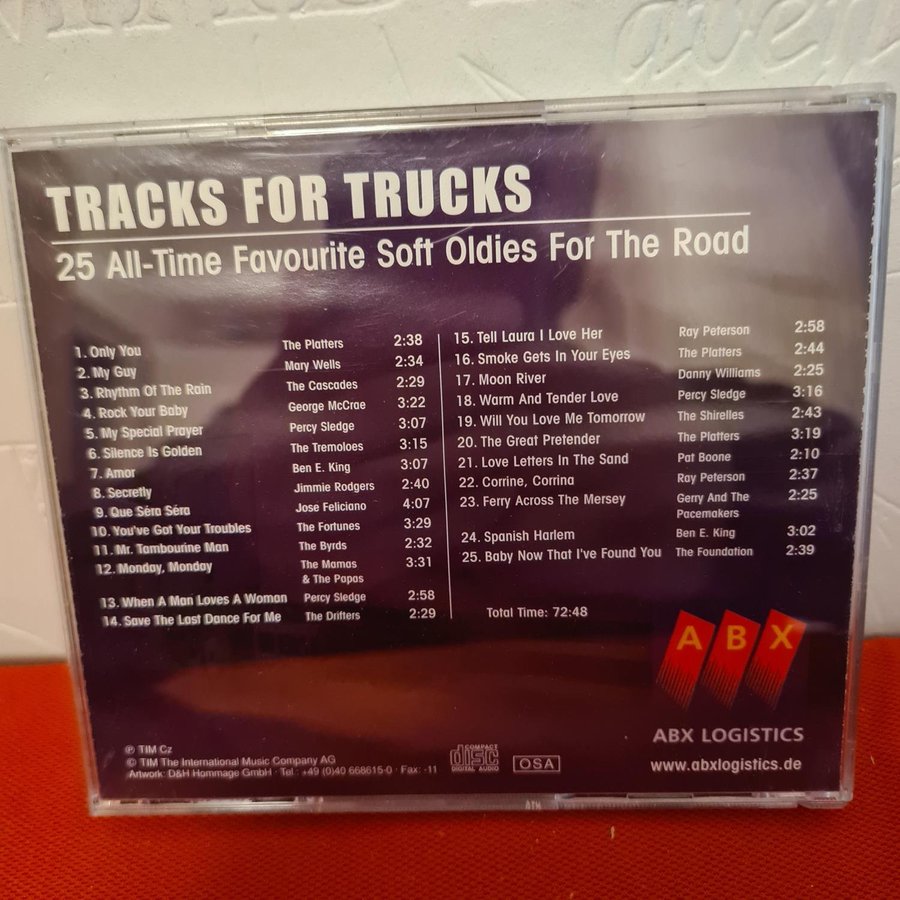 TRACKS FOR TRUCKS
25 All-Time Favourite Soft Oldies For The Road
1. Only You The Platters 2:38
2. My Guy Mary Wells 2:34
3. Rhythm Of The Rain The Cascades 2:29
4. Rock Your Baby George McCrae 3:22
5. My Special Prayer Percy Sledge 3:07
6. Silence Is Golden The Tremoloes 3:15
7. Amor Ben E. King 3:07
8. Secretly Jimmie Rodgers 2:40
9. Que Séra Séra Jose Feliciano 4:07
10. You've Got Your Troubles The Fortunes 3:29
11. Mr. Tambourine Man The Byrds 2:32
12. Monday, Monday The Mamas 3:31
& The Papas
13. When A Man Loves A Woman Percy Sledge 2:58
14. Save The Last Dance For Me The Drifters 2:29
15. Tell Laura I Love Her Ray Peterson 2:58
16. Smoke Gets In Your Eyes The Platters 2:44
17. Moon River Danny Williams 2:25
18. Warm And Tender Love Percy Sledge 3:16
19. Will You Love Me Tomorrow The Shirelles 2:43
20. The Great Pretender The Platters 3:19
21. Love Letters In The Sand Pat Boone 2:10
22. Corrine, Corrina Ray Peterson 2:37
23. Ferry Across The Mersey Gerry And The 2:25
Pacemakers
24. Spanish Harlem Ben E. King 3:02
25. Baby Now That I've Found You The Foundation 2:39
Total Time: 72:48
ABX
ABX LOGISTICS
www.abxlogistics.de
℗ TIM Cz
© TIM The International Music Company AG
Artwork: D&H Hommage GmbH · Tel.: +49 (0)40 668615-0 · Fax: -11
COMPACT
disc
DIGITAL AUDIO
OSA